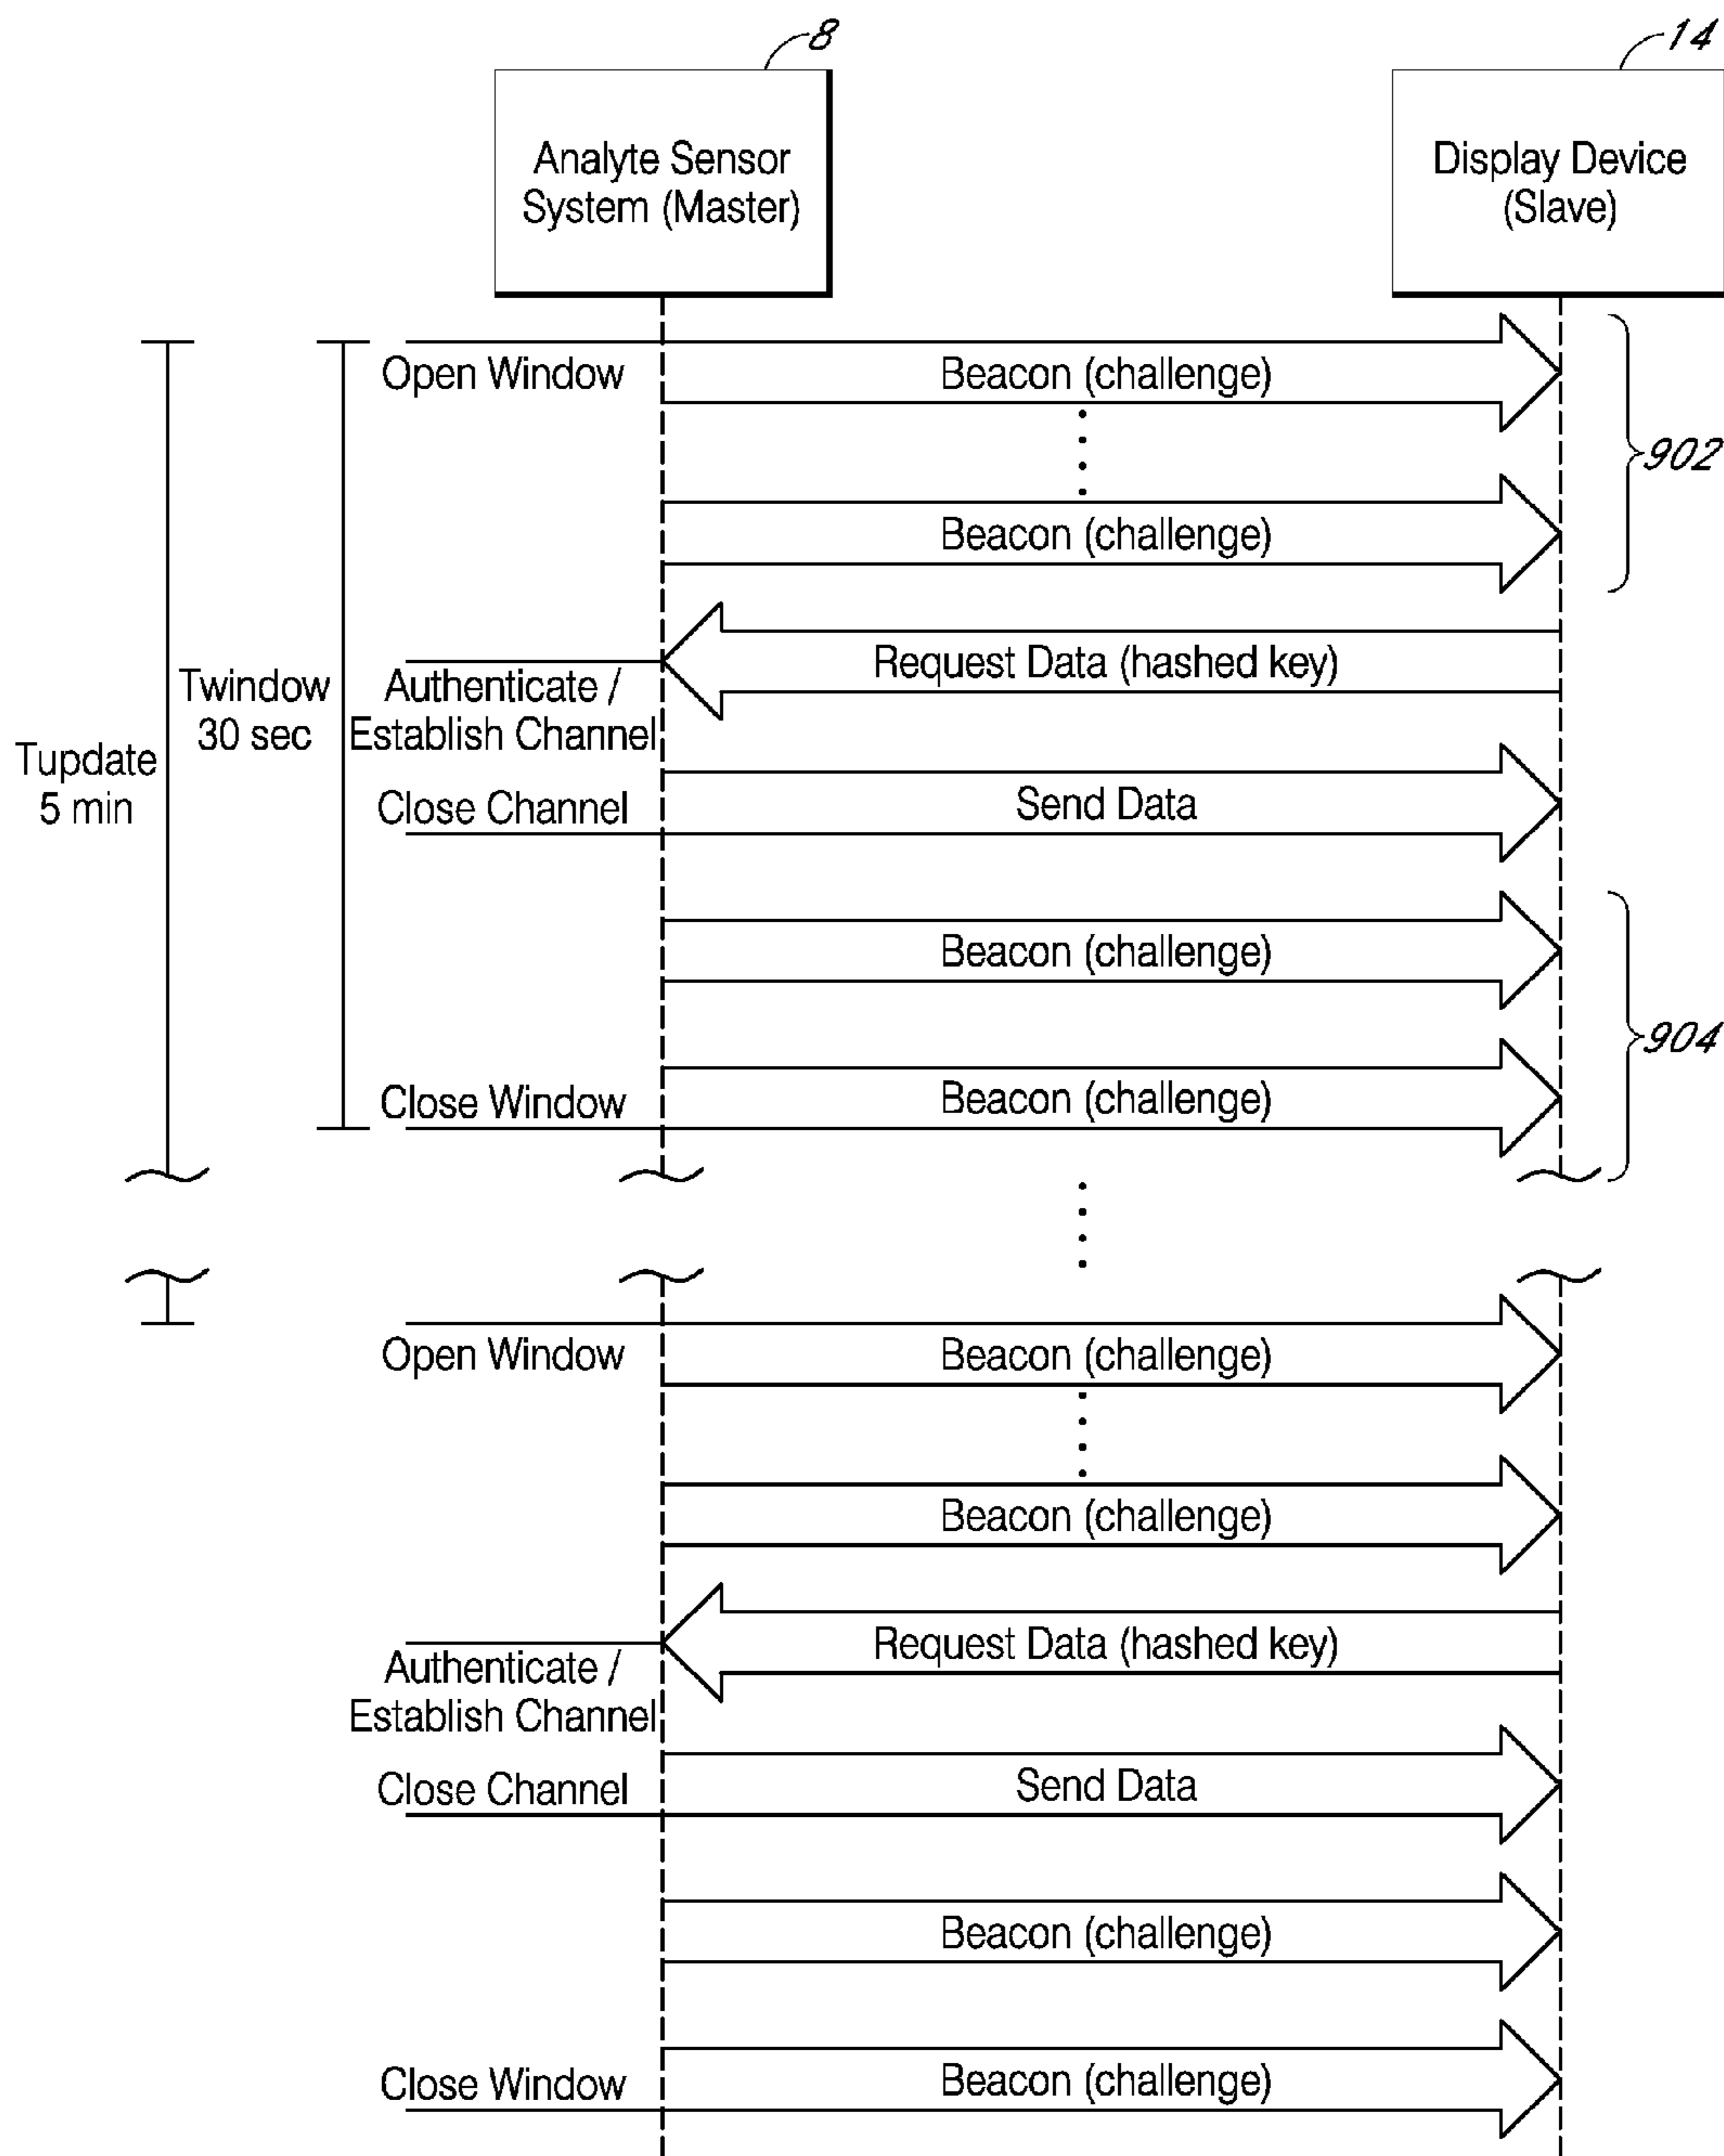 8
14
Analyte Sensor
System (Master)
Display Device
(Slave)
Open Window
Beacon (challenge)
902
Beacon (challenge)
Request Data (hashed key)
Authenticate /
Establish Channel
Twindow
30 sec
Tupdate
5 min
Close Channel
Send Data
Beacon (challenge)
904
Close Window
Beacon (challenge)
Open Window
Beacon (challenge)
Beacon (challenge)
Request Data (hashed key)
Authenticate /
Establish Channel
Close Channel
Send Data
Beacon (challenge)
Close Window
Beacon (challenge)